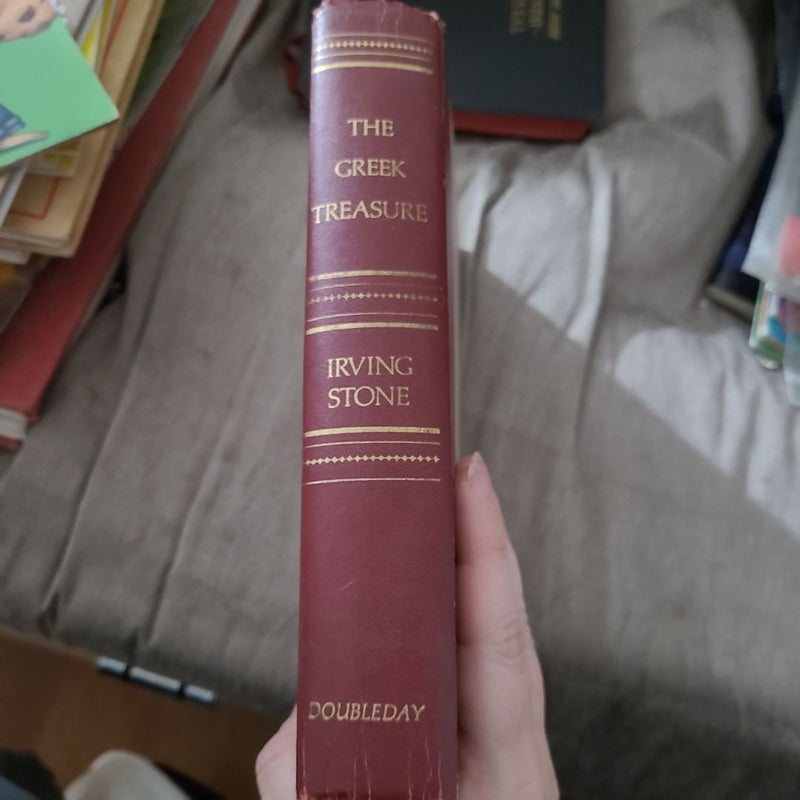 THE
GREEK
TREASURE
IRVING
STONE
DOUBLEDAY